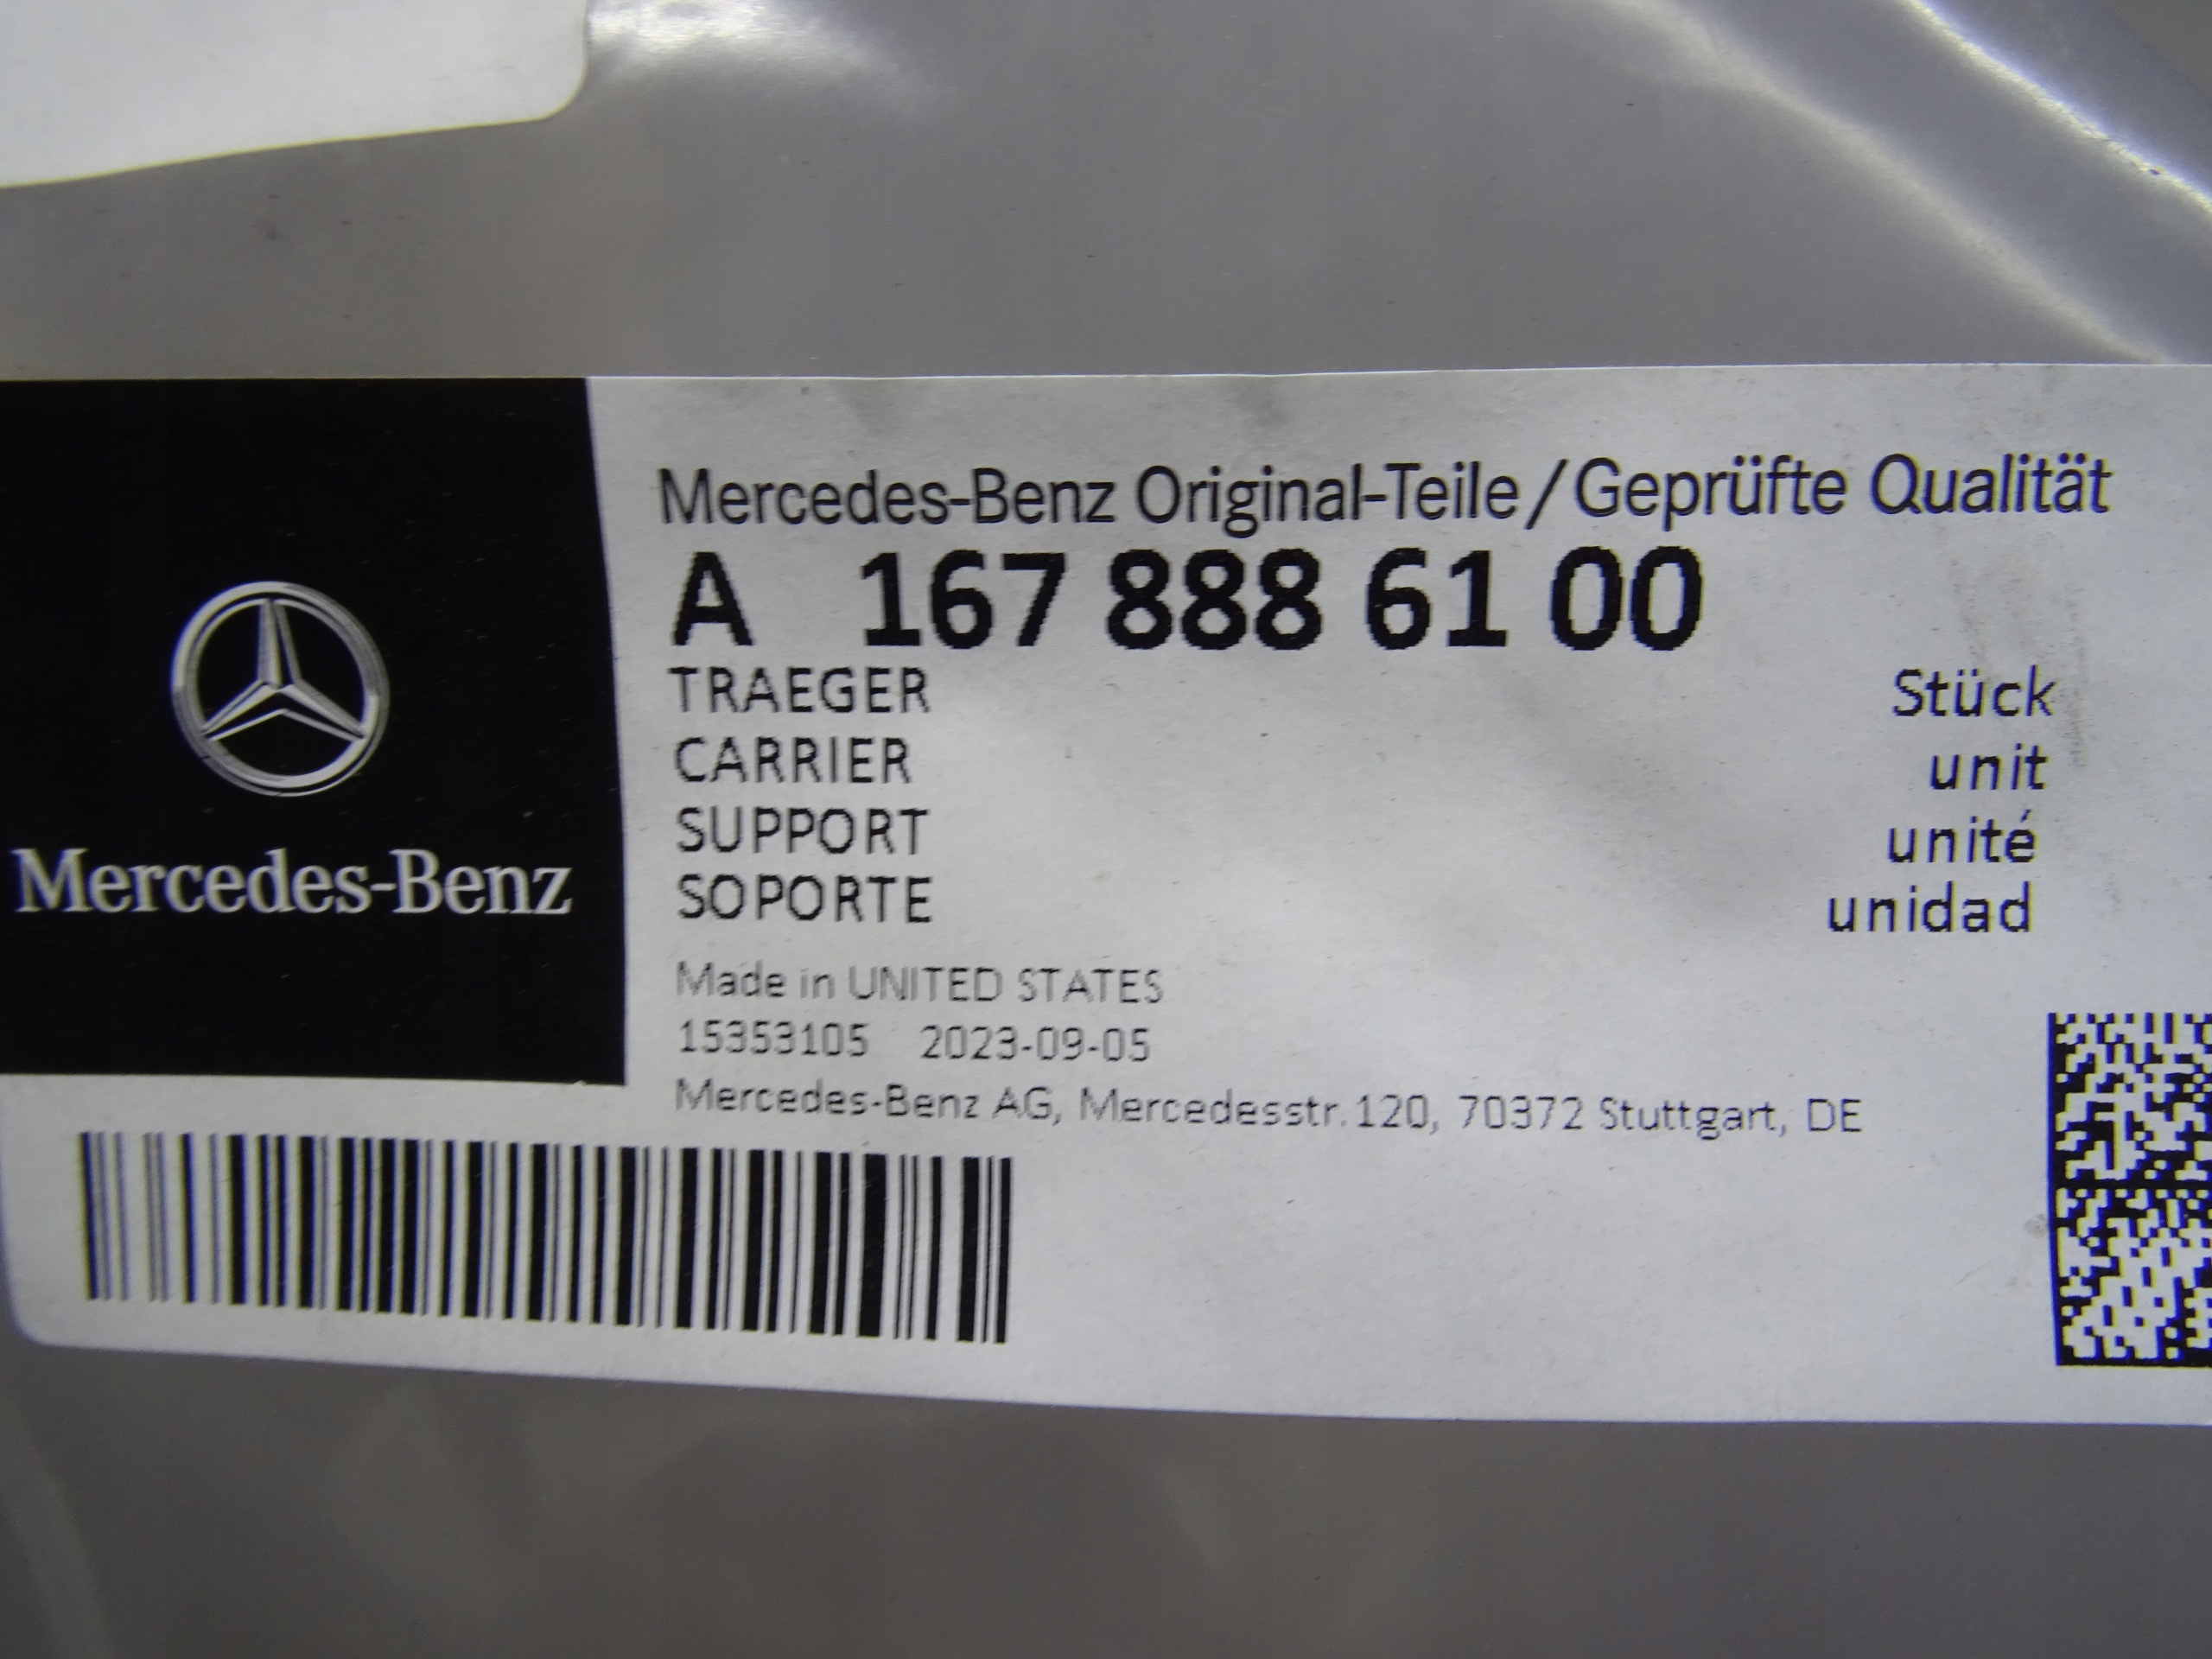 Mercedes-Benz
Mercedes-Benz Original-Teile/Geprüfte Qualität
A 167 888 61 00
TRAEGER Stück
CARRIER unit
SUPPORT unité
SOPORTE unidad
Made in UNITED STATES
15353105 2023-09-05
Mercedes-Benz AG, Mercedesstr.120, 70372 Stuttgart, DE